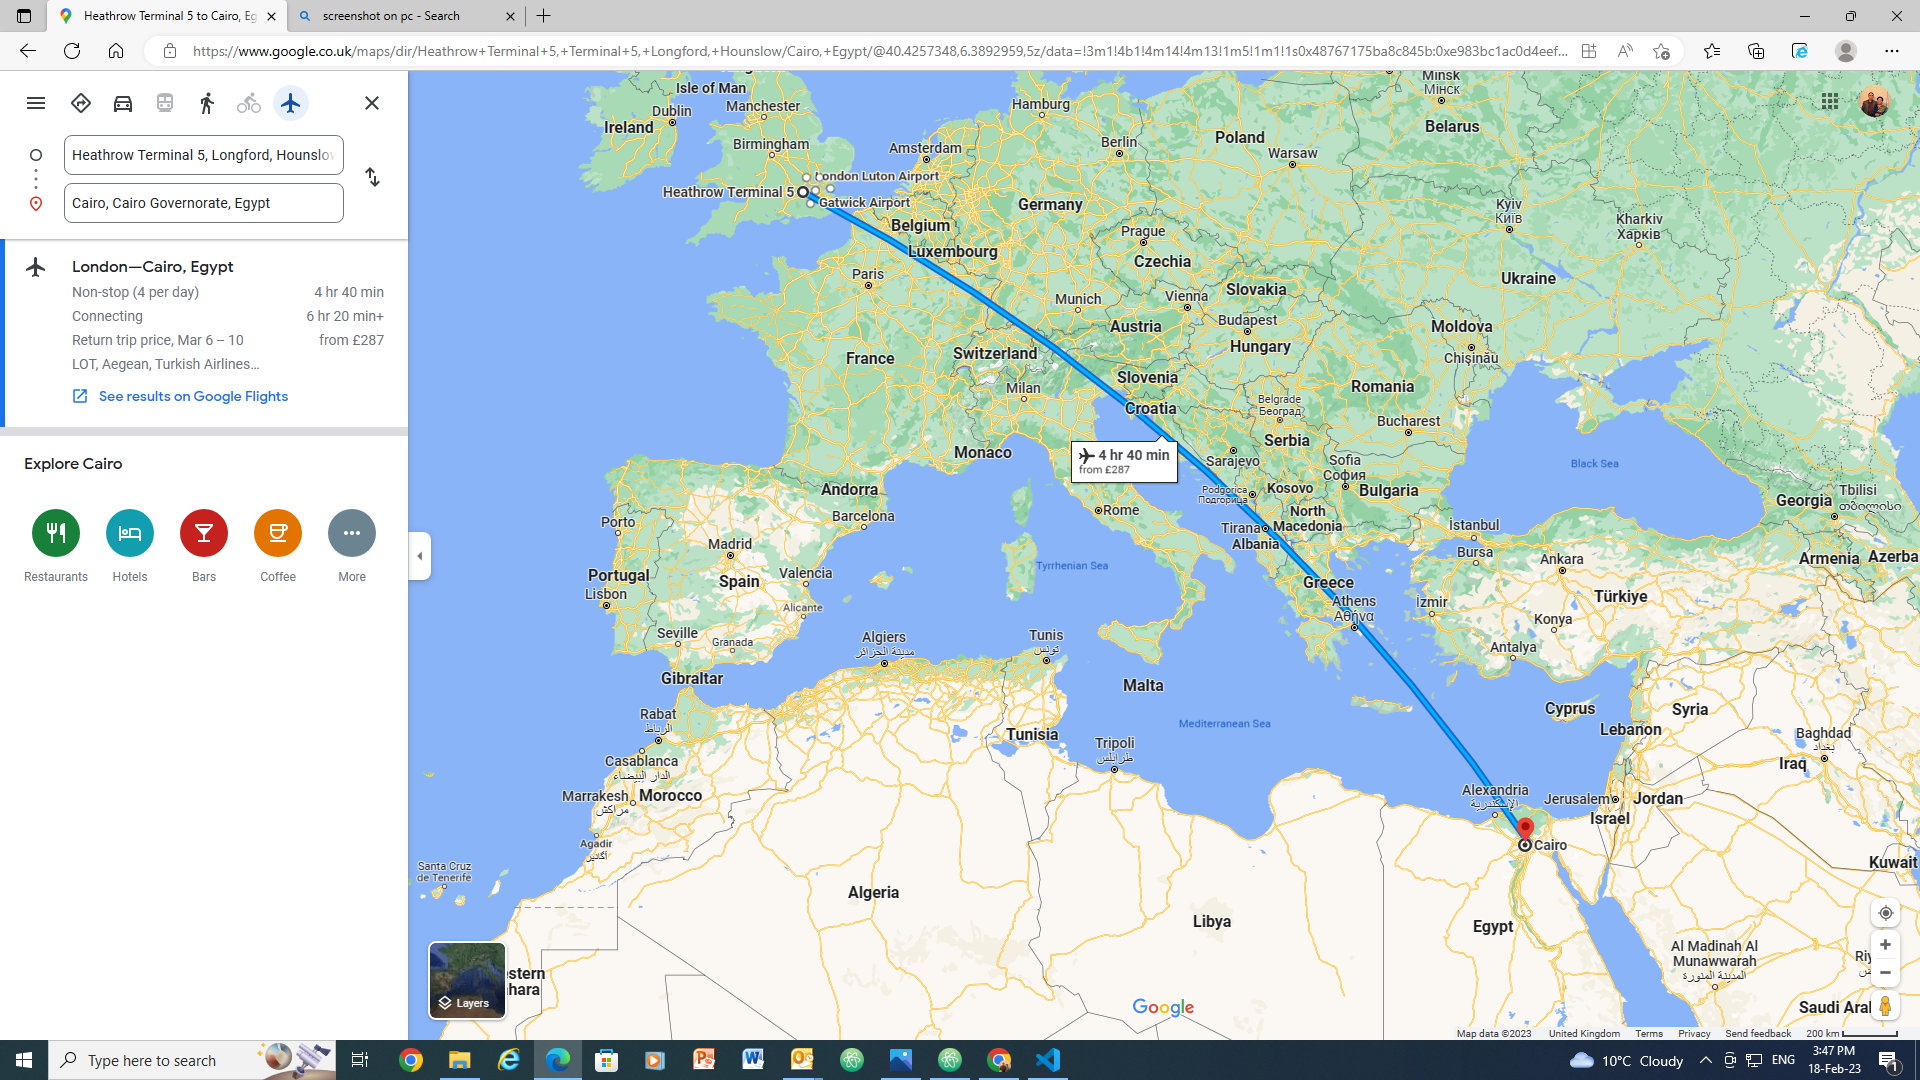 Heathrow Terminal 5 to Cairo, Eg
screenshot on pc - Search
https://www.google.co.uk/maps/dir/Heathrow+Terminal+5,+Terminal+5,+Longford,+Hounslow/Cairo,+Egypt/@40.4257348,6.3892959,5z/data=!3m1!4b1!4m14!4m13!1m5!1m1!1s0x48767175ba8c845b:0xe983bc1ac0d4eef...
Heathrow Terminal 5, Longford, Hounslow
Cairo, Cairo Governorate, Egypt
London—Cairo, Egypt
Non-stop (4 per day) 4 hr 40 min
Connecting 6 hr 20 min+
Return trip price, Mar 6 – 10 from £287
LOT, Aegean, Turkish Airlines...
See results on Google Flights
Explore Cairo
Restaurants Hotels Bars Coffee More
Isle of Man
Dublin
Ireland
Manchester
Birmingham
Hamburg
Amsterdam
Berlin
Poland
Warsaw
Minsk
Мінск
Belarus
London Luton Airport
Heathrow Terminal 5
Gatwick Airport
Belgium
Germany
Luxembourg
Prague
Czechia
Kyiv
Київ
Kharkiv
Харків
Ukraine
Paris
Munich
Vienna
Slovakia
Austria
Budapest
Hungary
Moldova
Chișinău
France
Switzerland
Milan
Slovenia
Croatia
Romania
Belgrade
Београд
Bucharest
Serbia
Monaco
4 hr 40 min
from £287
Sarajevo
Sofia
София
Bulgaria
Black Sea
Andorra
Barcelona
Podgorica
Подгорица
Kosovo
North
Macedonia
Georgia
Tbilisi
თბილისი
Porto
Rome
Tirana
Albania
İstanbul
Bursa
Madrid
Ankara
Armenia
Azerba
Portugal
Spain
Valencia
Tyrrhenian Sea
Greece
Türkiye
Lisbon
Alicante
Athens
Αθήνα
İzmir
Konya
Seville
Granada
Algiers
مدينة الجزائر
Tunis
تونس
Antalya
Gibraltar
Malta
Mediterranean Sea
Cyprus
Syria
Lebanon
Rabat
الرباط
Tunisia
Tripoli
طرابلس
Baghdad
بغداد
Iraq
Casablanca
الدار البيضاء
Marrakesh
مراكش
Morocco
Alexandria
الإسكندرية
Jerusalem
Jordan
Israel
Cairo
Agadir
أگادير
Kuwait
Santa Cruz
de Tenerife
Algeria
Libya
Egypt
Al Madinah Al
Munawwarah
المدينة المنورة
Riy
stern
hara
Layers
Google
Saudi Ara
Map data ©2023 United Kingdom Terms Privacy Send feedback 200 km
Type here to search
10°C Cloudy
ENG
3:47 PM
18-Feb-23
1